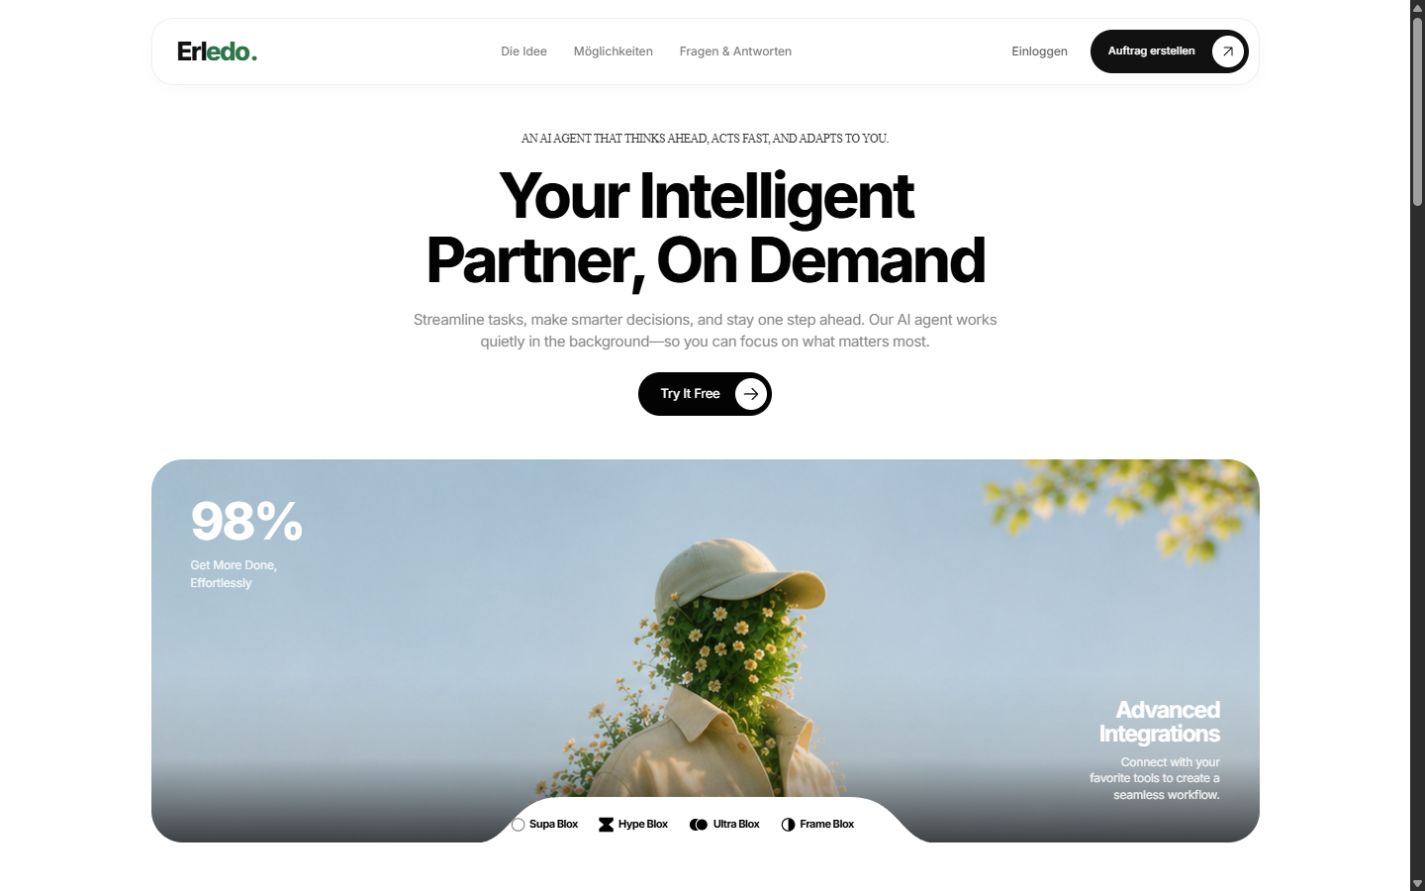 Erledo.
Die Idee
Möglichkeiten
Fragen & Antworten
Einloggen
Auftrag erstellen
AN AI AGENT THAT THINKS AHEAD, ACTS FAST, AND ADAPTS TO YOU.
Your Intelligent
Partner, On Demand
Streamline tasks, make smarter decisions, and stay one step ahead. Our AI agent works
quietly in the background—so you can focus on what matters most.
Try It Free
98%
Get More Done,
Effortlessly
Advanced
Integrations
Connect with your
favorite tools to create a
seamless workflow.
Supa Blox
Hype Blox
Ultra Blox
Frame Blox